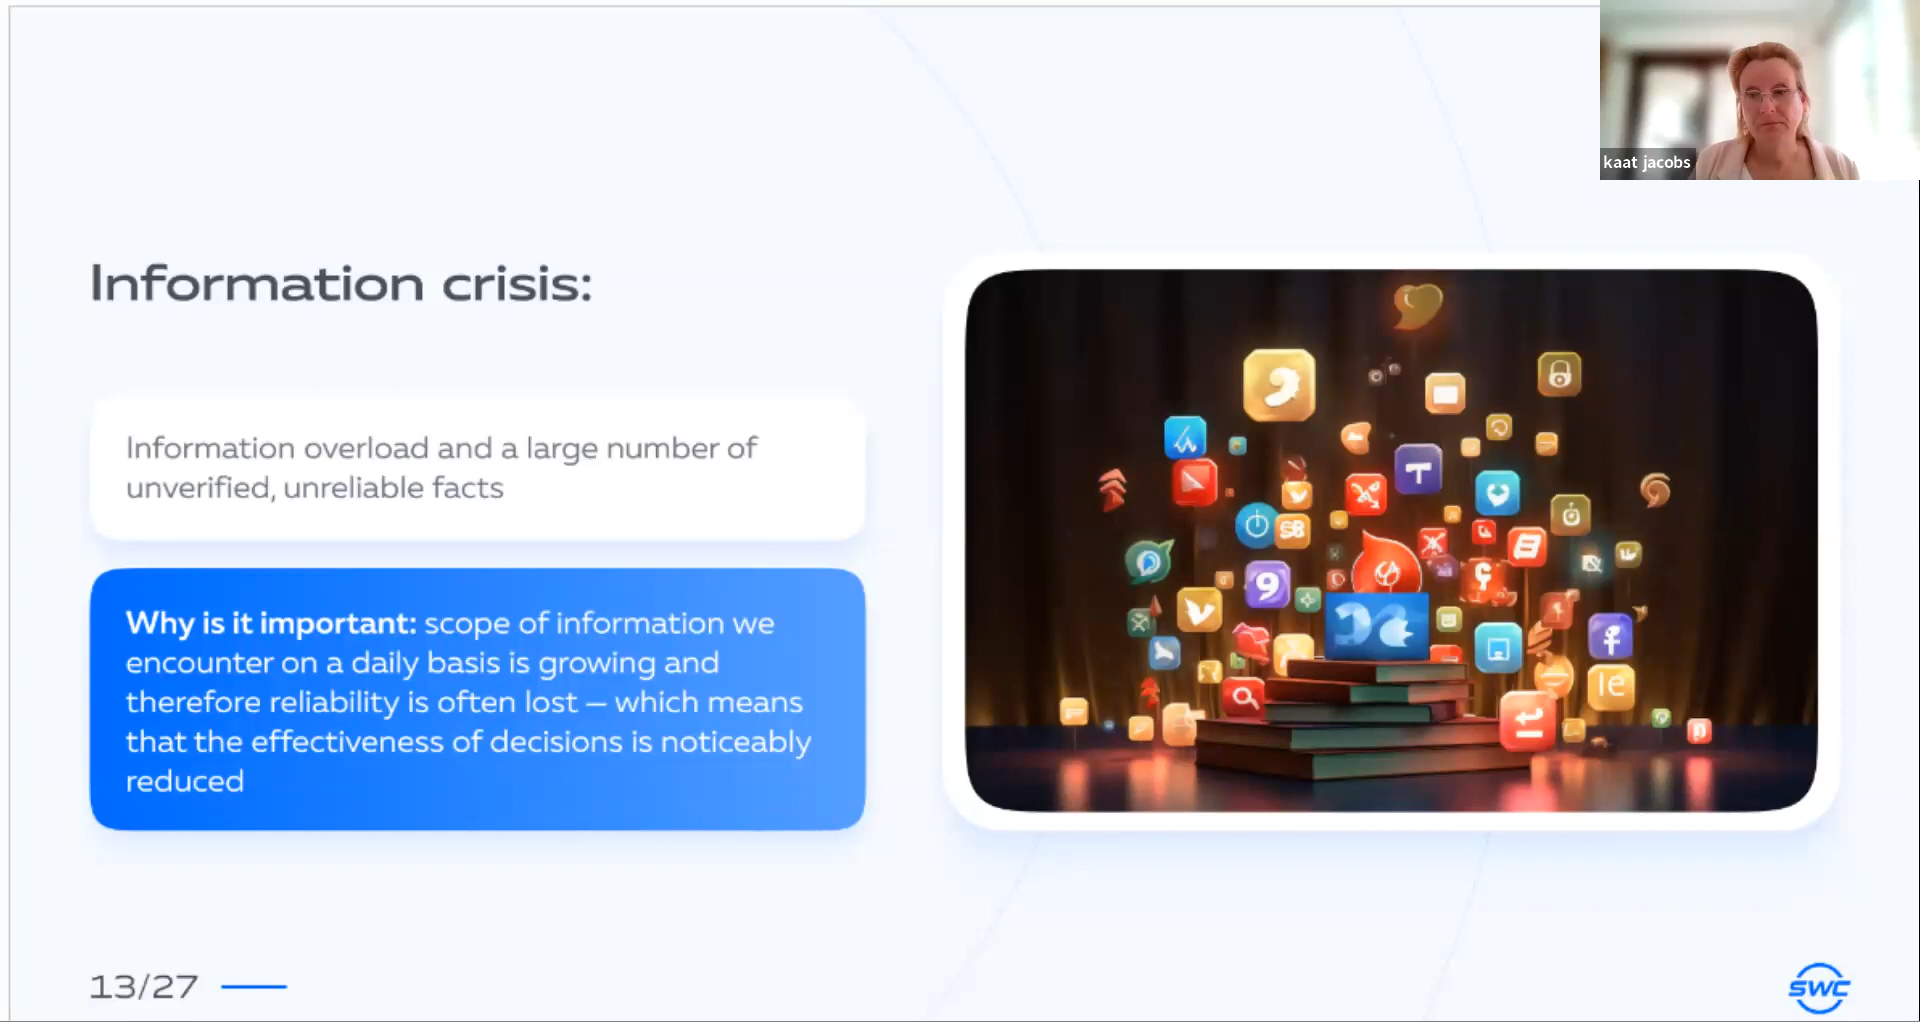 kaat jacobs
Information crisis:
Information overload and a large number of
unverified, unreliable facts
Why is it important: scope of information we
encounter on a daily basis is growing and
therefore reliability is often lost – which means
that the effectiveness of decisions is noticeably
reduced
13/27
SWC